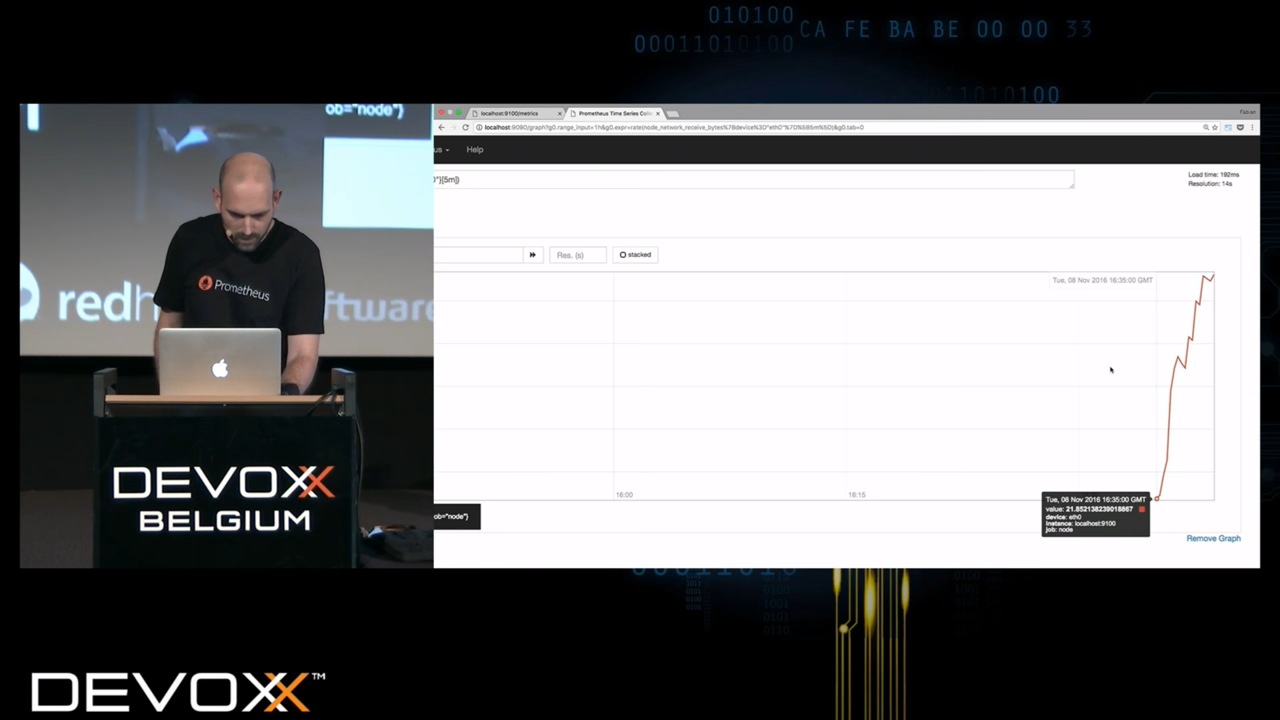 010100
00011010100
CA FE BA BE 00 00 33
1010100
ob="node"}
localhost:9100/metrics
Prometheus Time Series Colle
Fabian
localhost:9090/graph?g0.range_input=1h&g0.expr=rate(node_network_receive_bytes%7Bdevice%3D"eth0"%7D%5B5m%5D)&g0.tab=0
us
Help
0"}[5m])
Load time: 192ms
Resolution: 14s
Res. (s)
stacked
Tue, 08 Nov 2016 16:35:00 GMT
Prometheus
redh
ftware
16:00
16:15
Tue, 08 Nov 2016 16:35:00 GMT
value: 21.852138239018867
device: eth0
instance: localhost:9100
job: node
ob="node"}
Remove Graph
DEVOXX
BELGIUM
DEVOXX™